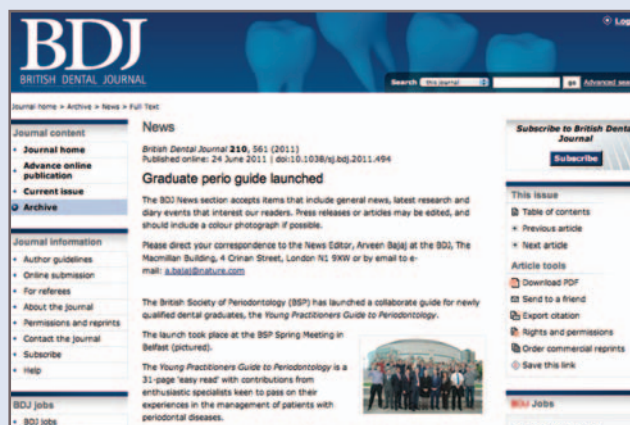 BDJ
BRITISH DENTAL JOURNAL
Log
Search this journal go Advanced sea
Journal home > Archive > News > Full Text
Journal content
Journal home
Advance online
publication
Current issue
Archive
Journal information
Author guidelines
Online submission
For referees
About the journal
Permissions and reprints
Contact the journal
Subscribe
Help
BDJ jobs
BDJ jobs
News
British Dental Journal 210, 561 (2011)
Published online: 24 June 2011 | doi:10.1038/sj.bdj.2011.494
Graduate perio guide launched
The BDJ News section accepts items that include general news, latest research and
diary events that interest our readers. Press releases or articles may be edited, and
should include a colour photograph if possible.
Please direct your correspondence to the News Editor, Arveen Bajaj at the BDJ, The
Macmillan Building, 4 Crinan Street, London N1 9XW or by email to e-
mail: a.bajaj@nature.com
The British Society of Periodontology (BSP) has launched a collaborate guide for newly
qualified dental graduates, the Young Practitioners Guide to Periodontology.
The launch took place at the BSP Spring Meeting in
Belfast (pictured).
The Young Practitioners Guide to Periodontology is a
31-page 'easy read' with contributions from
enthusiastic specialists keen to pass on their
experiences in the management of patients with
periodontal diseases.
Subscribe to British Denta
Journal
Subscribe
This issue
Table of contents
Previous article
Next article
Article tools
Download PDF
Send to a friend
Export citation
Rights and permissions
Order commercial reprints
Save this link
BDJ Jobs